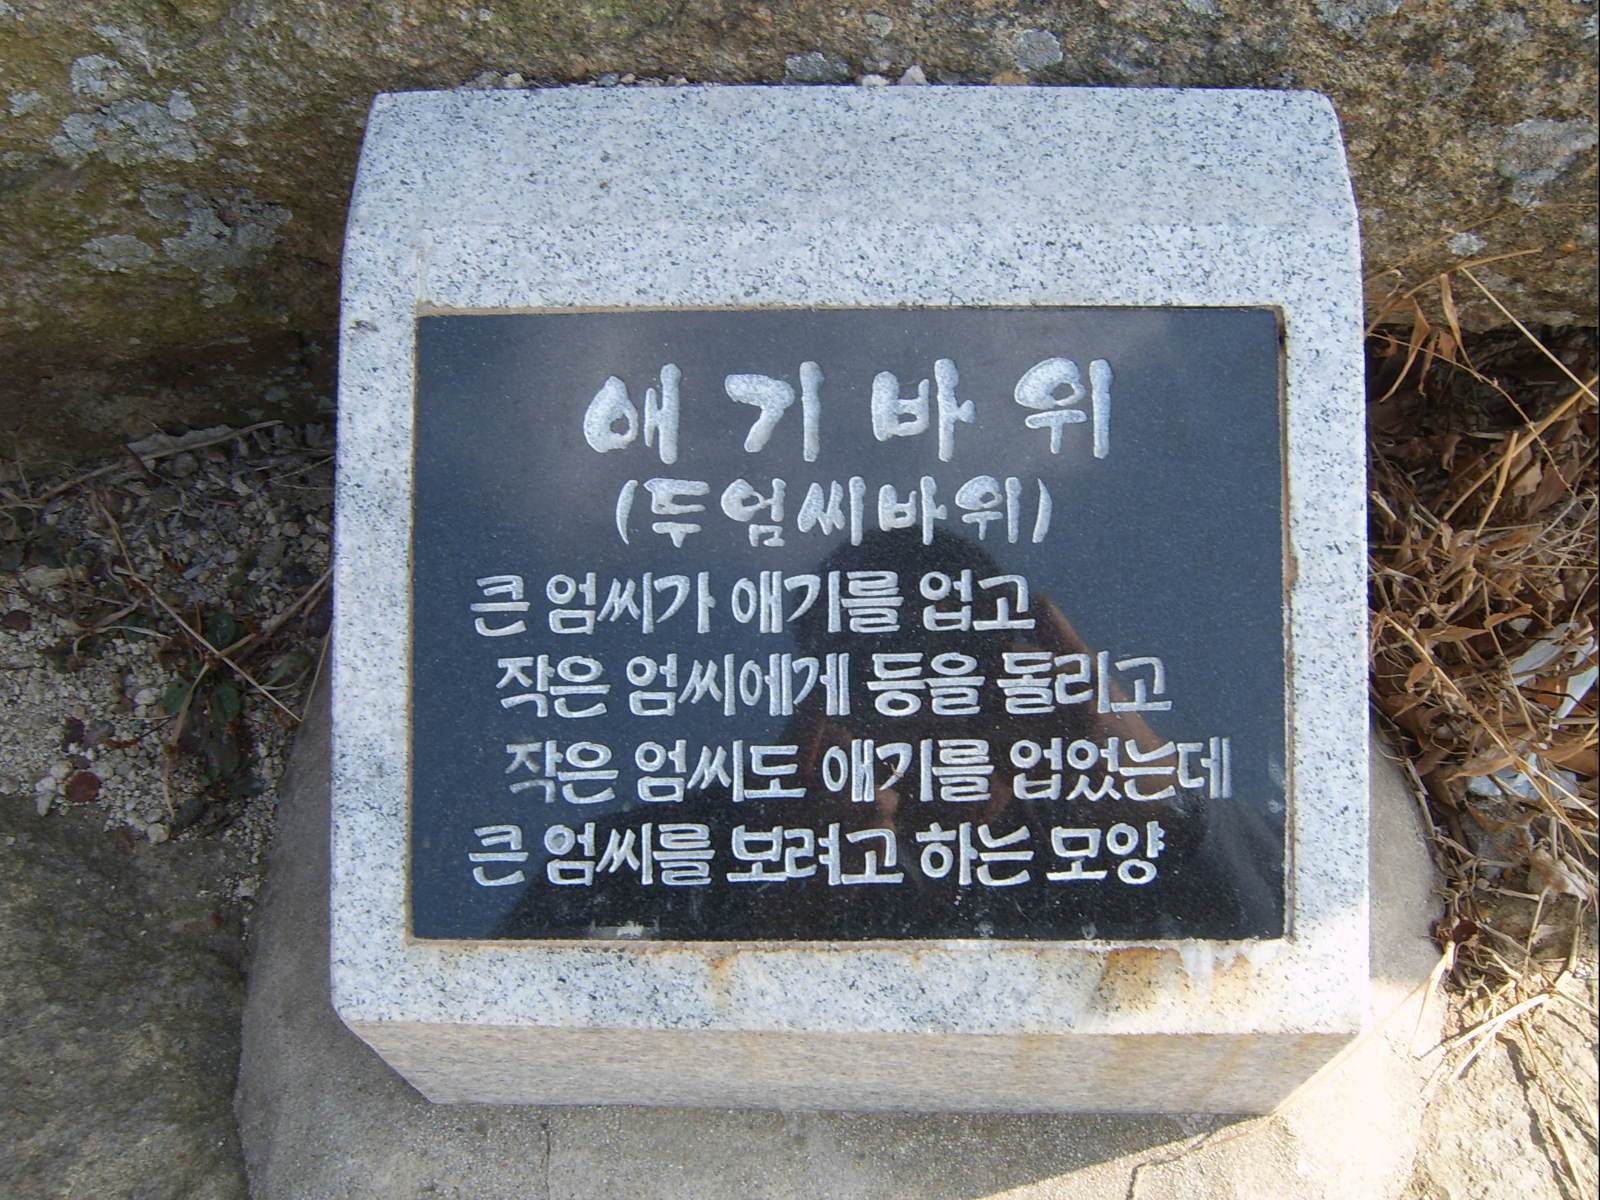 애기바위
(두엄씨바위)
큰 엄씨가 애기를 업고
작은 엄씨에게 등을 돌리고
작은 엄씨도 애기를 업었는데
큰 엄씨를 보려고 하는 모양